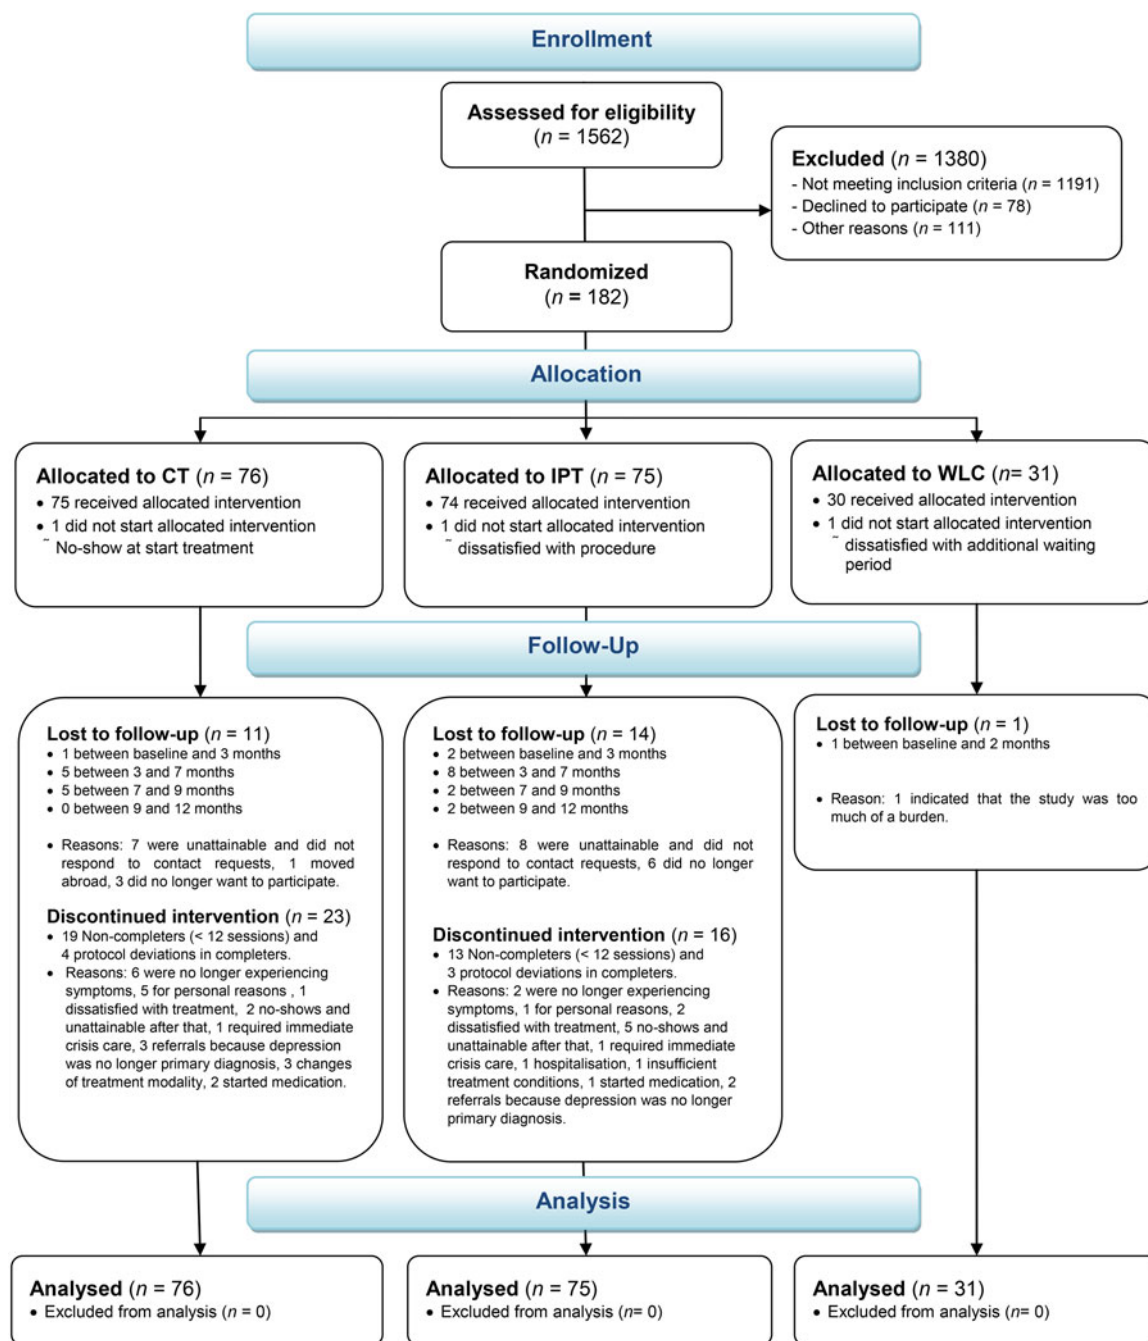 Enrollment
Assessed for eligibility
(n = 1562)
Excluded (n = 1380)
- Not meeting inclusion criteria (n = 1191)
- Declined to participate (n = 78)
- Other reasons (n = 111)
Randomized
(n = 182)
Allocation
Allocated to CT (n = 76)
• 75 received allocated intervention
• 1 did not start allocated intervention
~ No-show at start treatment
Allocated to IPT (n = 75)
• 74 received allocated intervention
• 1 did not start allocated intervention
~ dissatisfied with procedure
Allocated to WLC (n= 31)
• 30 received allocated intervention
• 1 did not start allocated intervention
~ dissatisfied with additional waiting
period
Follow-Up
Lost to follow-up (n = 11)
• 1 between baseline and 3 months
• 5 between 3 and 7 months
• 5 between 7 and 9 months
• 0 between 9 and 12 months
• Reasons: 7 were unattainable and did not
respond to contact requests, 1 moved
abroad, 3 did no longer want to participate.
Discontinued intervention (n = 23)
• 19 Non-completers (< 12 sessions) and
4 protocol deviations in completers.
• Reasons: 6 were no longer experiencing
symptoms, 5 for personal reasons , 1
dissatisfied with treatment, 2 no-shows and
unattainable after that, 1 required immediate
crisis care, 3 referrals because depression
was no longer primary diagnosis, 3 changes
of treatment modality, 2 started medication.
Lost to follow-up (n = 14)
• 2 between baseline and 3 months
• 8 between 3 and 7 months
• 2 between 7 and 9 months
• 2 between 9 and 12 months
• Reasons: 8 were unattainable and did not
respond to contact requests, 6 did no longer
want to participate.
Discontinued intervention (n = 16)
• 13 Non-completers (< 12 sessions) and
3 protocol deviations in completers.
• Reasons: 2 were no longer experiencing
symptoms, 1 for personal reasons, 2
dissatisfied with treatment, 5 no-shows and
unattainable after that, 1 required immediate
crisis care, 1 hospitalisation, 1 insufficient
treatment conditions, 1 started medication, 2
referrals because depression was no longer
primary diagnosis.
Lost to follow-up (n = 1)
• 1 between baseline and 2 months
• Reason: 1 indicated that the study was too
much of a burden.
Analysis
Analysed (n = 76)
• Excluded from analysis (n = 0)
Analysed (n = 75)
• Excluded from analysis (n= 0)
Analysed (n = 31)
• Excluded from analysis (n= 0)